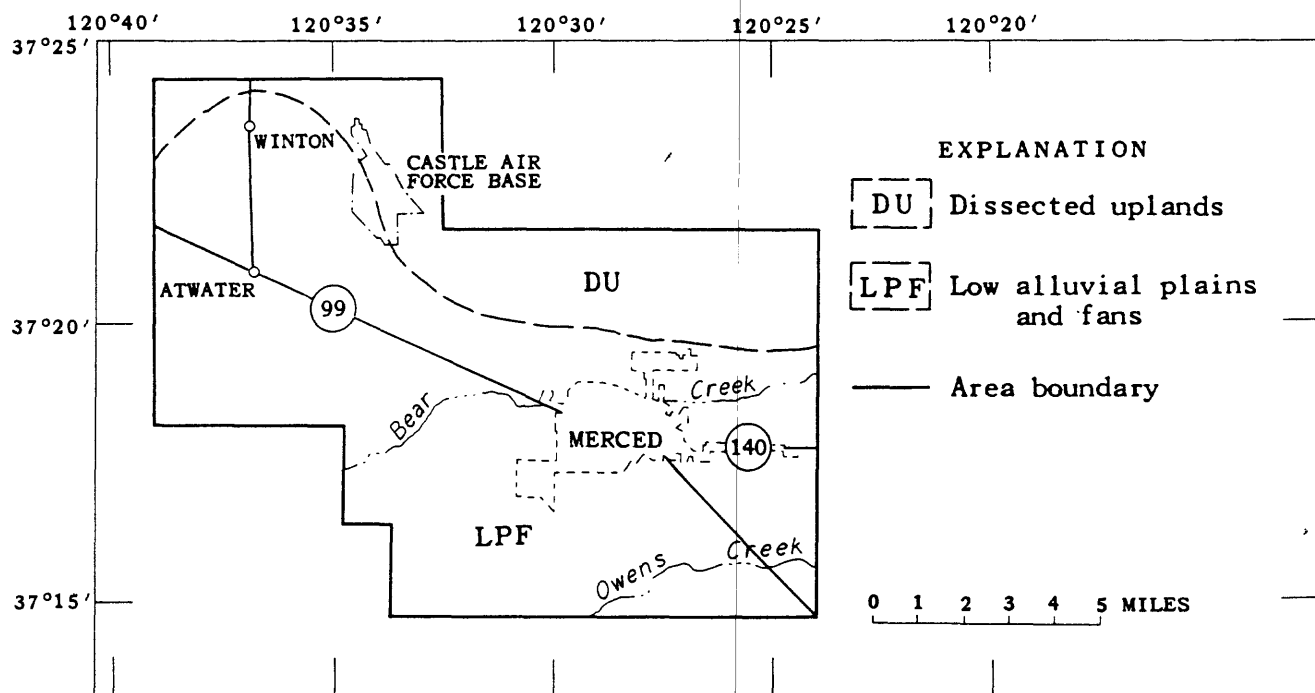 120°40' 120°35' 120°30' 120°25' 120°20'
37°25'
WINTON
CASTLE AIR
FORCE BASE
ATWATER
99
DU
37°20'
Bear
Creek
MERCED
140
LPF
Owens
Creek
37°15'
EXPLANATION
DU Dissected uplands
LPF Low alluvial plains
and fans
Area boundary
0 1 2 3 4 5 MILES